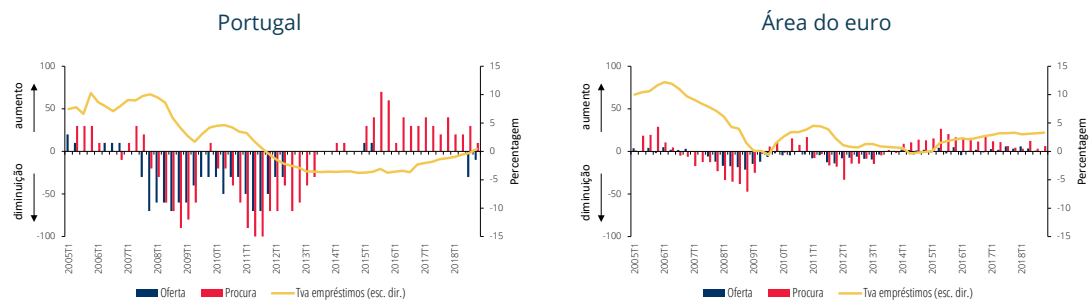 Portugal
100
50
0
-50
-100
15
10
5
0
-5
-10
-15
aumento
diminuição
Percentagem
2005T1
2006T1
2007T1
2008T1
2009T1
2010T1
2011T1
2012T1
2013T1
2014T1
2015T1
2016T1
2017T1
2018T1
Oferta Procura Tva empréstimos (esc. dir.)
Área do euro
100
50
0
-50
-100
15
10
5
0
-5
-10
-15
aumento
diminuição
Percentagem
2005T1
2006T1
2007T1
2008T1
2009T1
2010T1
2011T1
2012T1
2013T1
2014T1
2015T1
2016T1
2017T1
2018T1
Oferta Procura Tva empréstimos (esc. dir.)